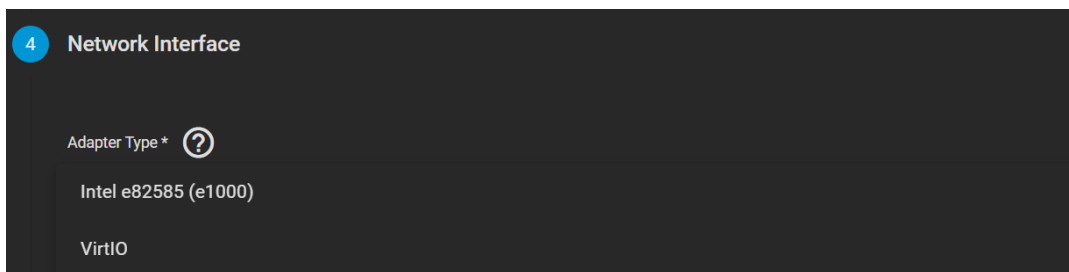 4 Network Interface
Adapter Type * ?
Intel e82585 (e1000)
VirtIO